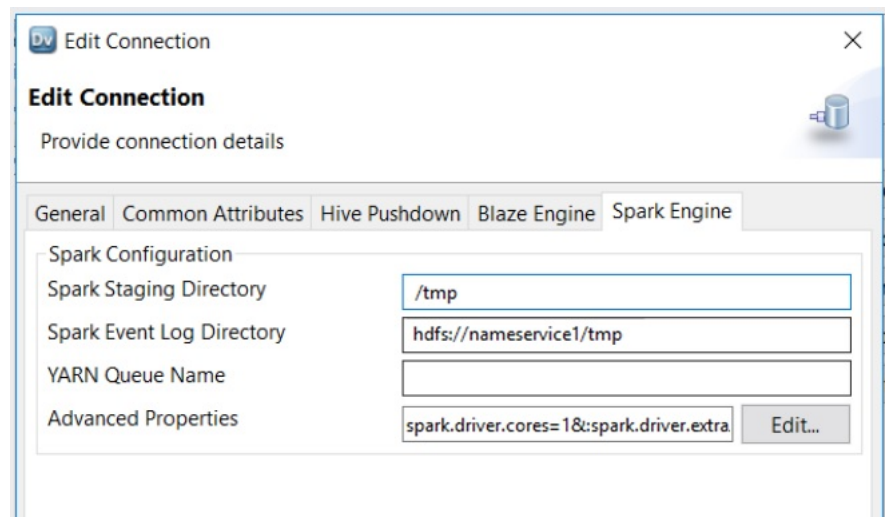 Dv Edit Connection
Edit Connection
Provide connection details
General Common Attributes Hive Pushdown Blaze Engine Spark Engine
Spark Configuration
Spark Staging Directory /tmp
Spark Event Log Directory hdfs://nameservice1/tmp
YARN Queue Name
Advanced Properties spark.driver.cores=1&:spark.driver.extra Edit...